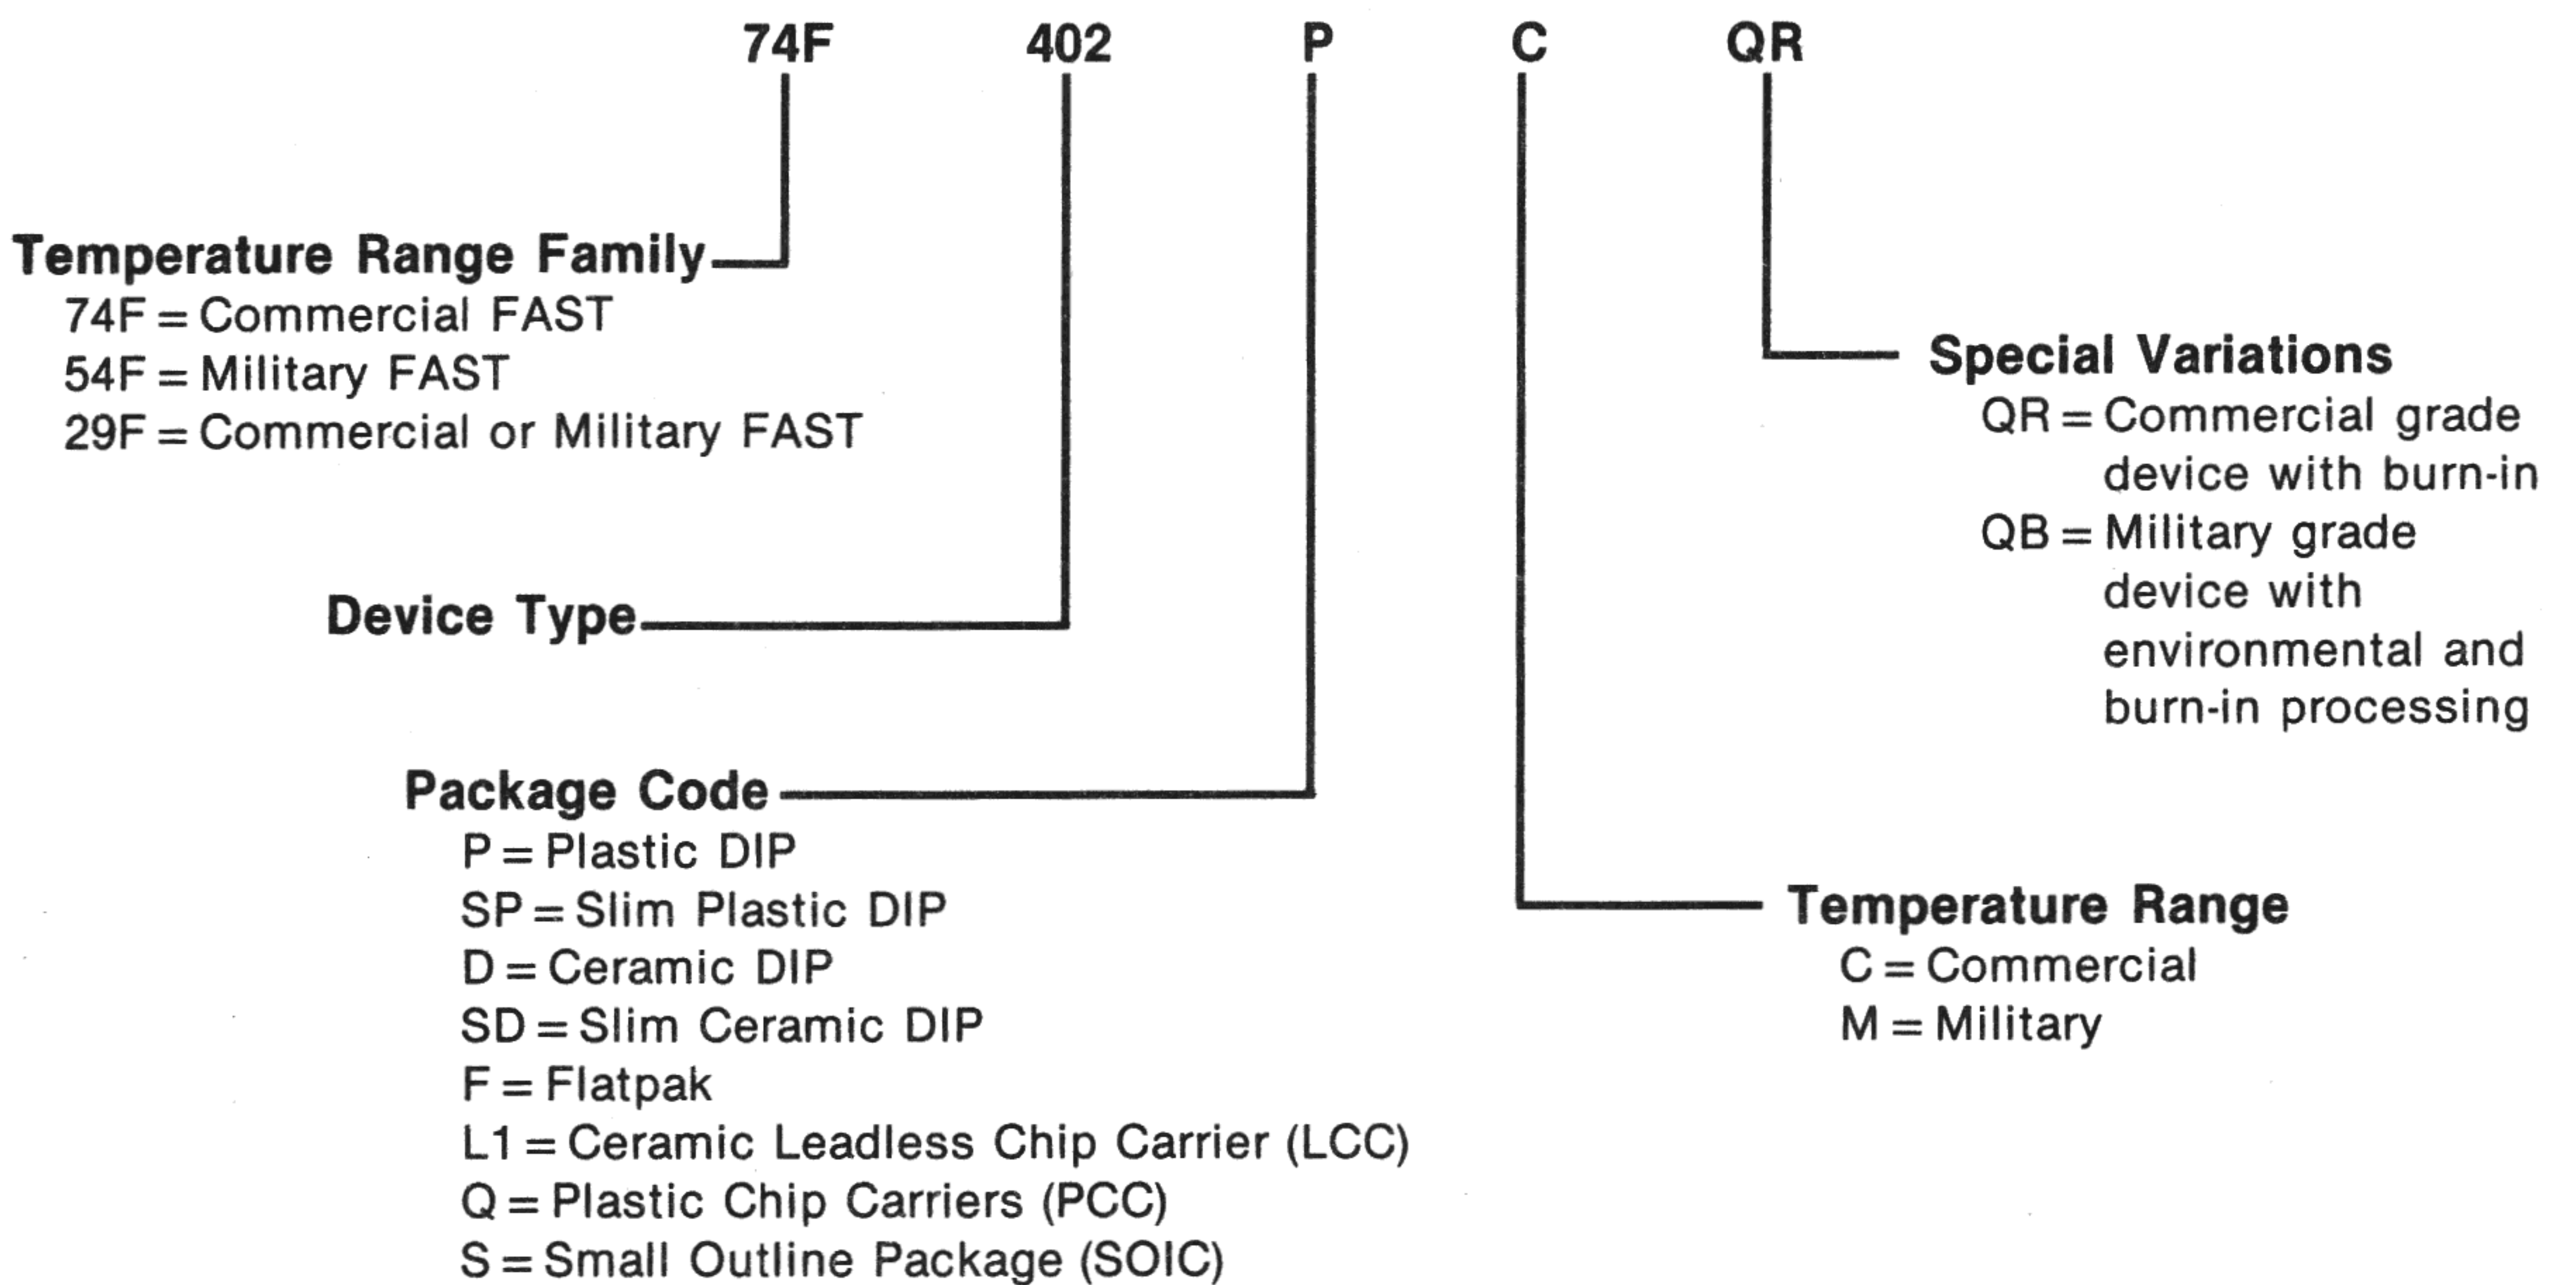 74F 402 P C QR
Temperature Range Family
74F = Commercial FAST
54F = Military FAST
29F = Commercial or Military FAST
Device Type
Package Code
P = Plastic DIP
SP = Slim Plastic DIP
D = Ceramic DIP
SD = Slim Ceramic DIP
F = Flatpak
L1 = Ceramic Leadless Chip Carrier (LCC)
Q = Plastic Chip Carriers (PCC)
S = Small Outline Package (SOIC)
Special Variations
QR = Commercial grade
device with burn-in
QB = Military grade
device with
environmental and
burn-in processing
Temperature Range
C = Commercial
M = Military